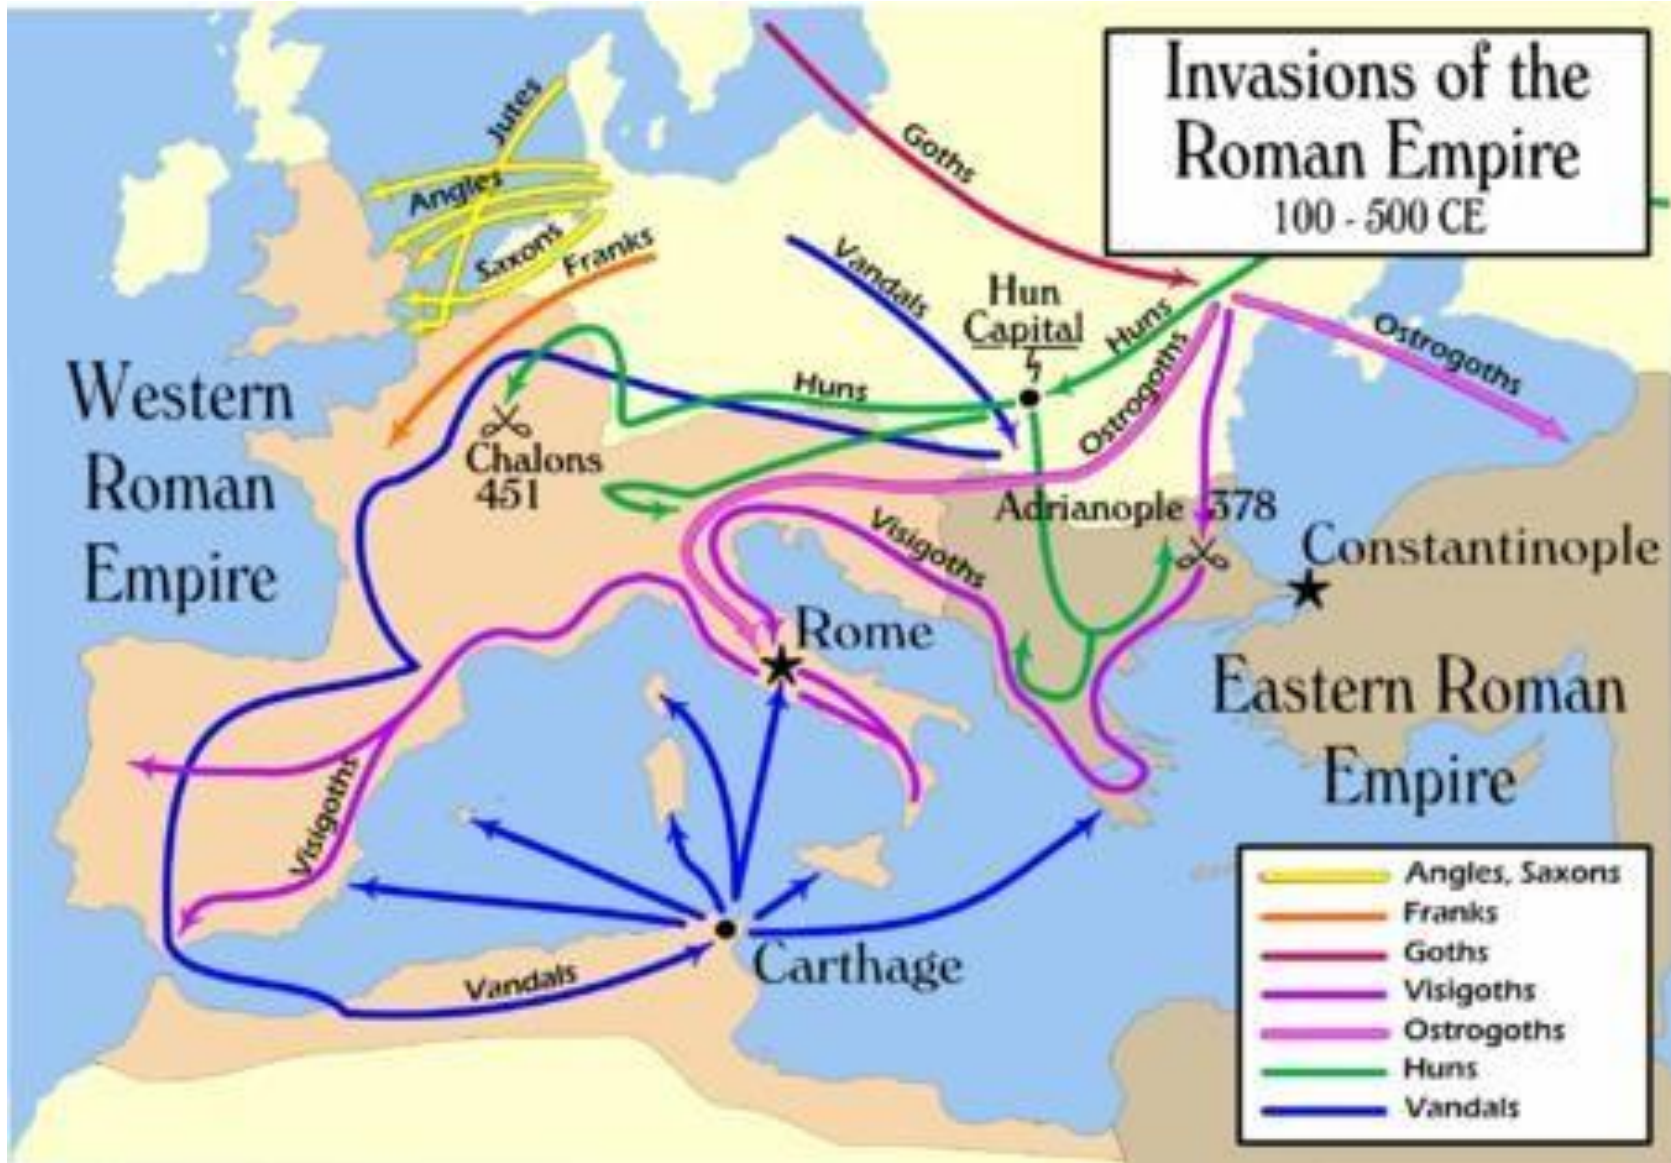 Invasions of the
Roman Empire
100 - 500 CE
Jutes
Angles
Saxons
Franks
Goths
Vandals
Hun
Capital
Huns
Ostrogoths
Ostrogoths
Huns
Western
Roman
Empire
Chalons
451
Adrianople 378
Visigoths
Constantinople
Rome
Eastern Roman
Empire
Visigoths
Carthage
Vandals
Angles, Saxons
Franks
Goths
Visigoths
Ostrogoths
Huns
Vandals